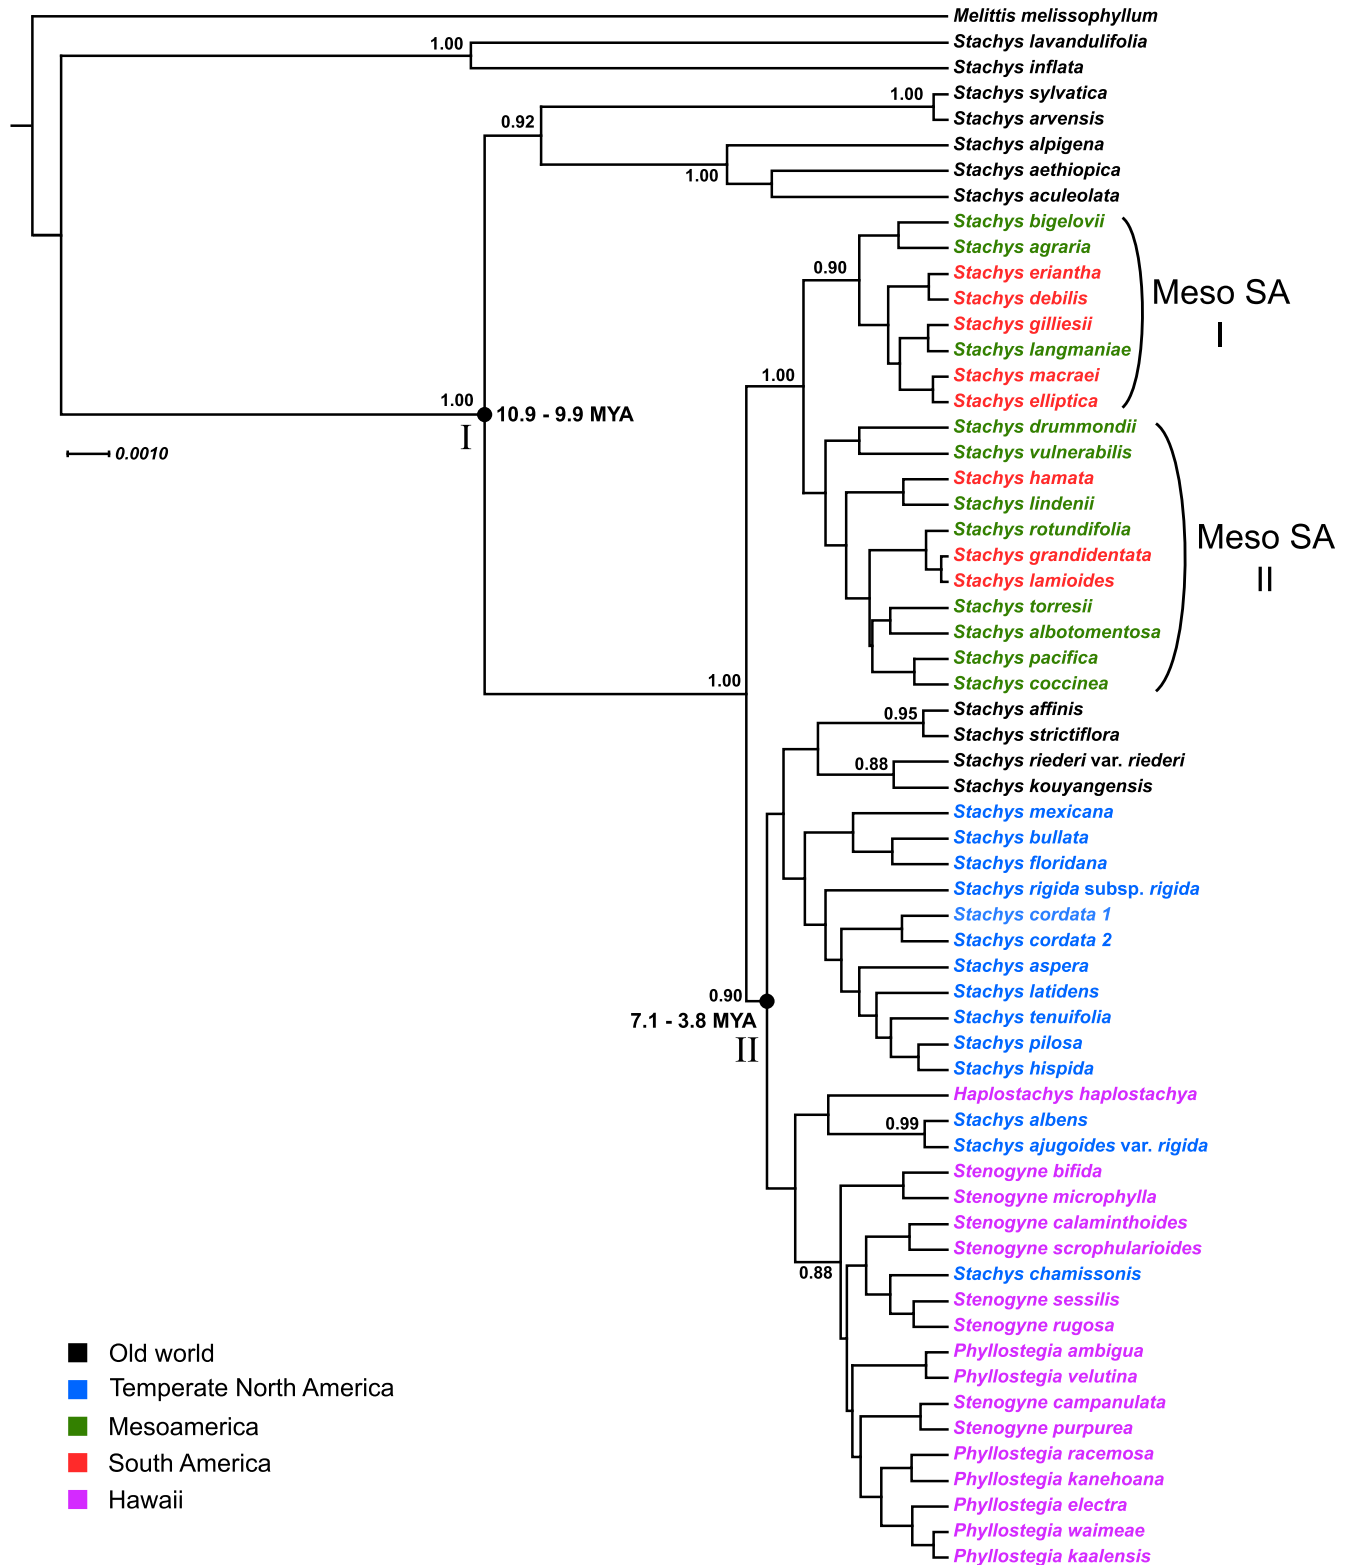 Melittis melissophyllum
1.00
Stachys lavandulifolia
Stachys inflata
1.00
Stachys sylvatica
Stachys arvensis
0.92
Stachys alpigena
1.00
Stachys aethiopica
Stachys aculeolata
Stachys bigelovii
Stachys agraria
0.90
Stachys eriantha
Stachys debilis
Meso SA
I
Stachys gilliesii
Stachys langmaniae
1.00
Stachys macraei
Stachys elliptica
1.00
10.9 - 9.9 MYA
I
0.0010
Stachys drummondii
Stachys vulnerabilis
Stachys hamata
Stachys lindenii
Stachys rotundifolia
Meso SA
II
Stachys grandidentata
Stachys lamioides
Stachys torresii
Stachys albotomentosa
Stachys pacifica
Stachys coccinea
1.00
0.95
Stachys affinis
Stachys strictiflora
0.88
Stachys riederi var. riederi
Stachys kouyangensis
Stachys mexicana
Stachys bullata
Stachys floridana
Stachys rigida subsp. rigida
Stachys cordata 1
Stachys cordata 2
Stachys aspera
Stachys latidens
0.90
7.1 - 3.8 MYA
II
Stachys tenuifolia
Stachys pilosa
Stachys hispida
Haplostachys haplostachya
0.99
Stachys albens
Stachys ajugoides var. rigida
Stenogyne bifida
Stenogyne microphylla
Stenogyne calaminthoides
Stenogyne scrophularioides
0.88
Stachys chamissonis
Stenogyne sessilis
Stenogyne rugosa
Phyllostegia ambigua
Phyllostegia velutina
Stenogyne campanulata
Stenogyne purpurea
Phyllostegia racemosa
Phyllostegia kanehoana
Phyllostegia electra
Phyllostegia waimeae
Phyllostegia kaalensis
Old world
Temperate North America
Mesoamerica
South America
Hawaii